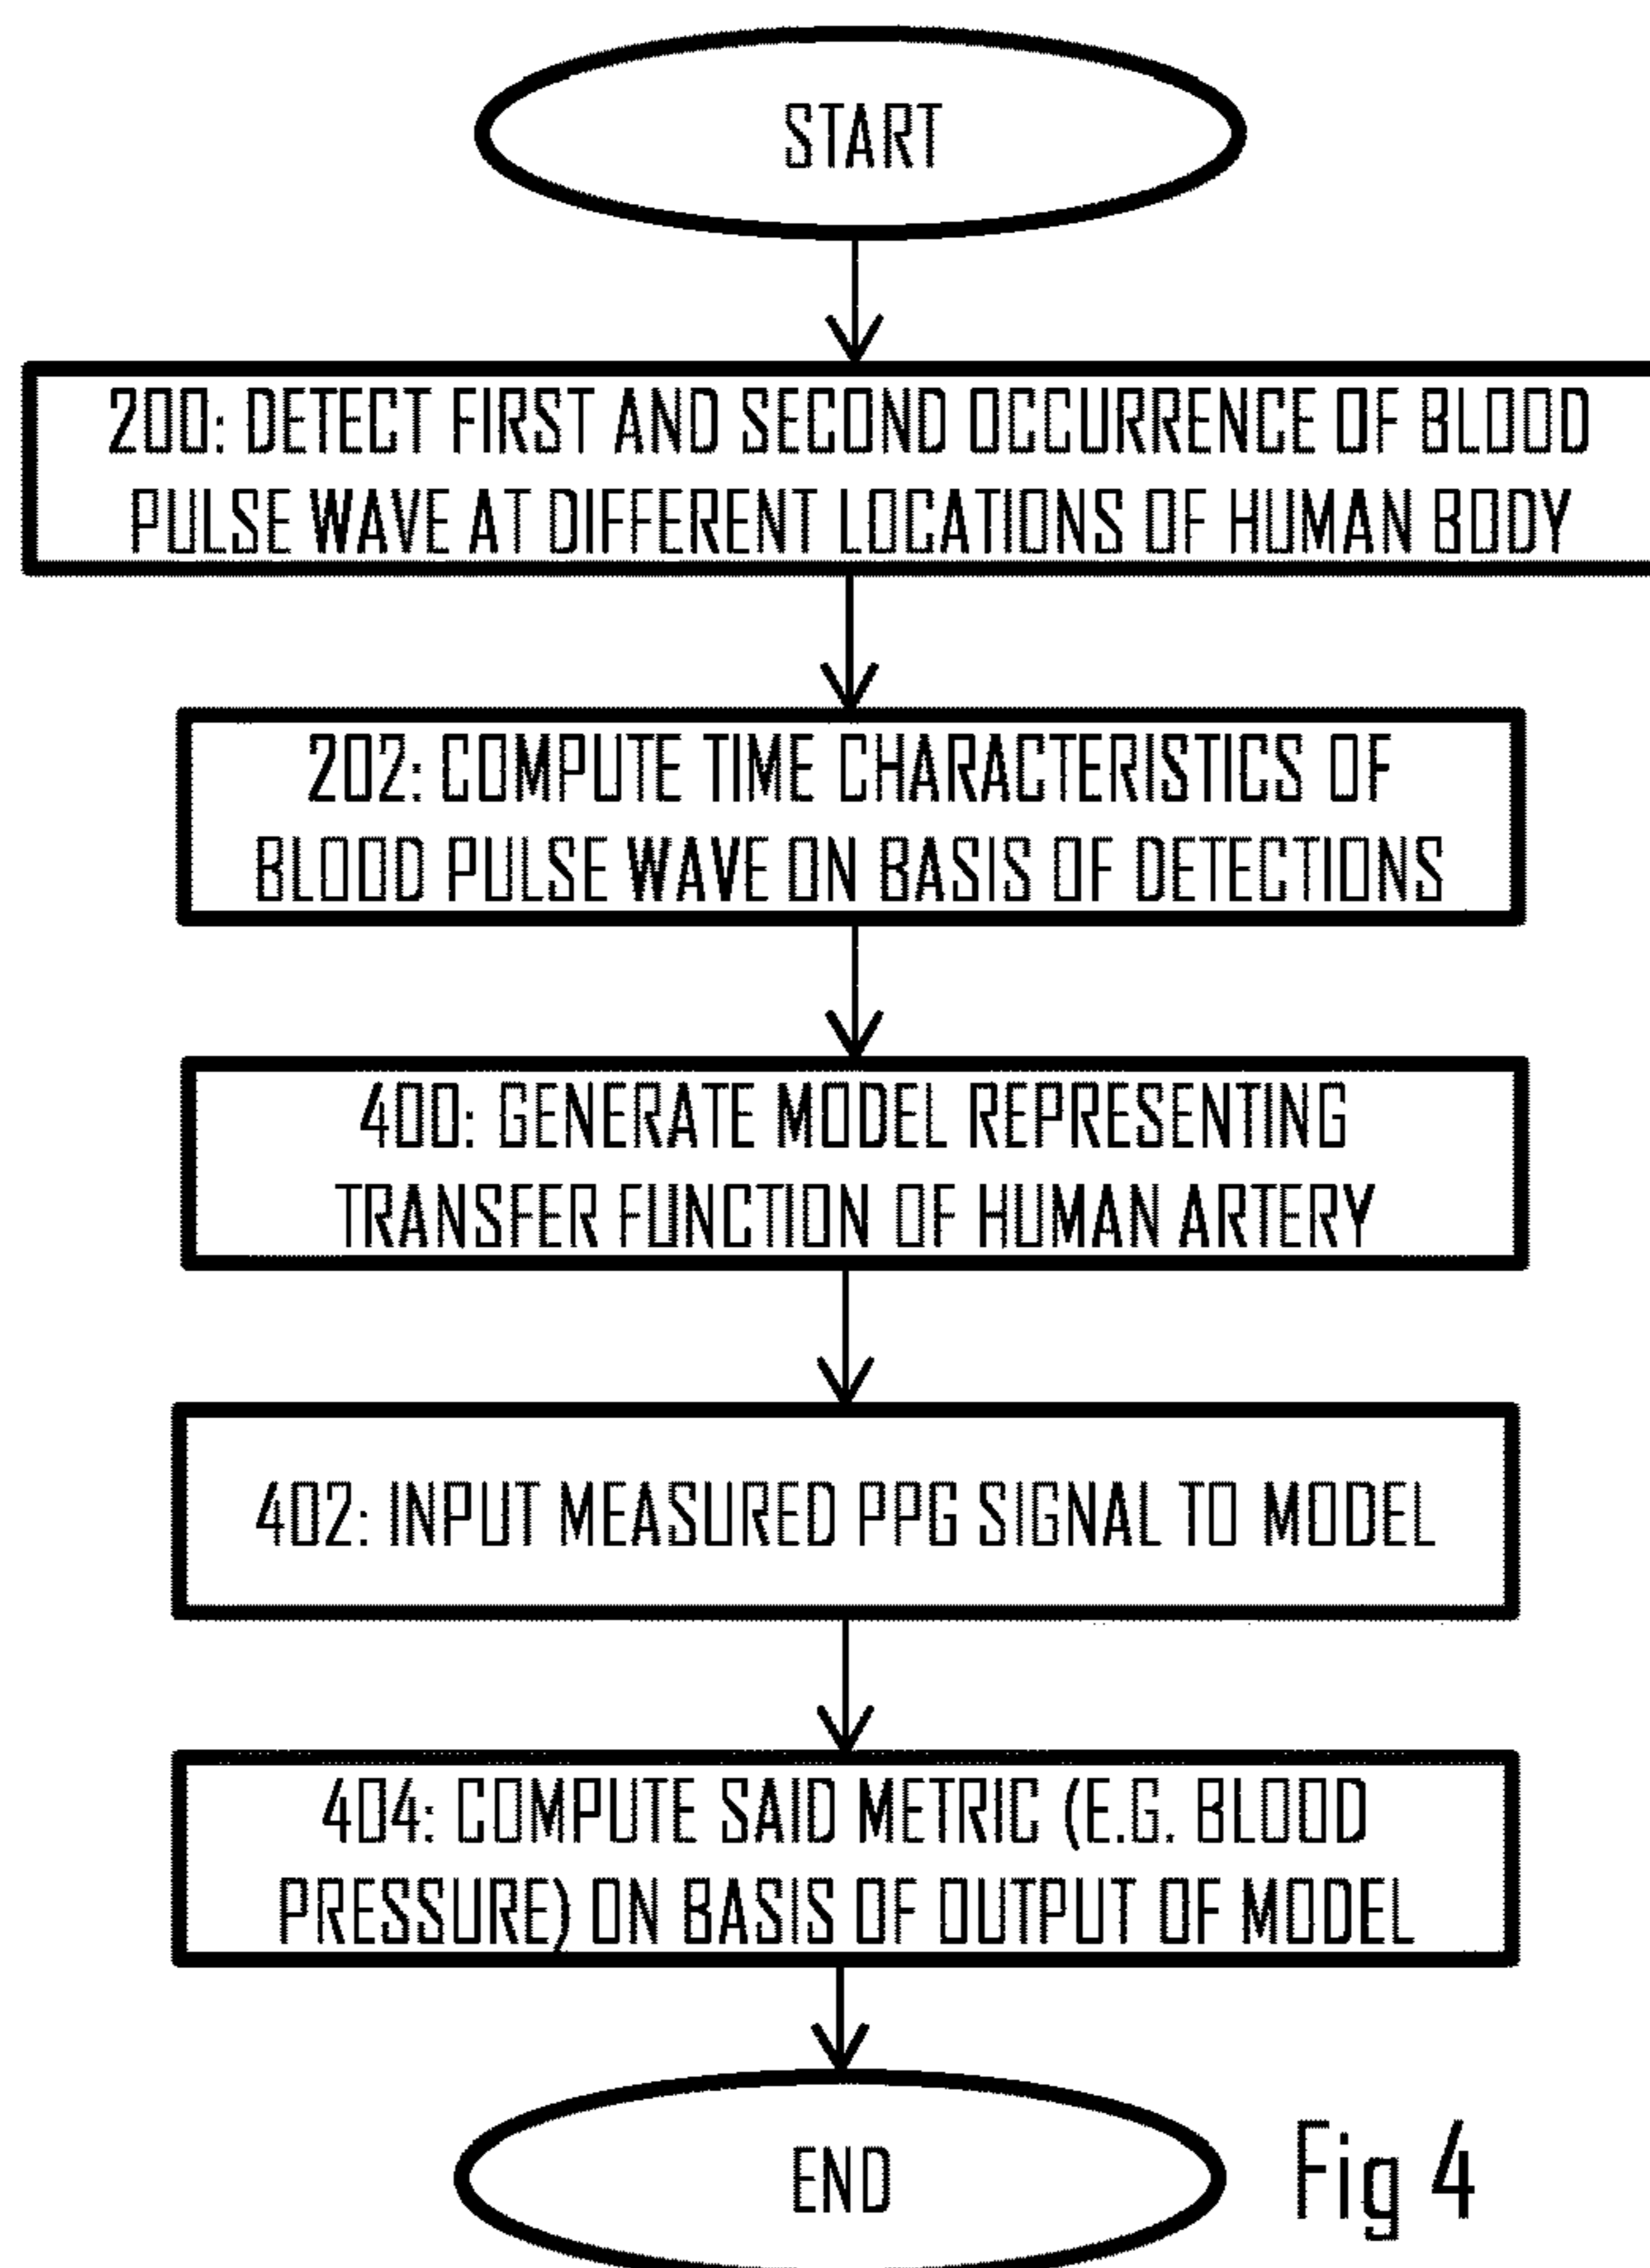 START
200: DETECT FIRST AND SECOND OCCURRENCE OF BLOOD
PULSE WAVE AT DIFFERENT LOCATIONS OF HUMAN BODY
202: COMPUTE TIME CHARACTERISTICS OF
BLOOD PULSE WAVE ON BASIS OF DETECTIONS
400: GENERATE MODEL REPRESENTING
TRANSFER FUNCTION OF HUMAN ARTERY
402: INPUT MEASURED PPG SIGNAL TO MODEL
404: COMPUTE SAID METRIC (E.G. BLOOD
PRESSURE) ON BASIS OF OUTPUT OF MODEL
END
Fig 4